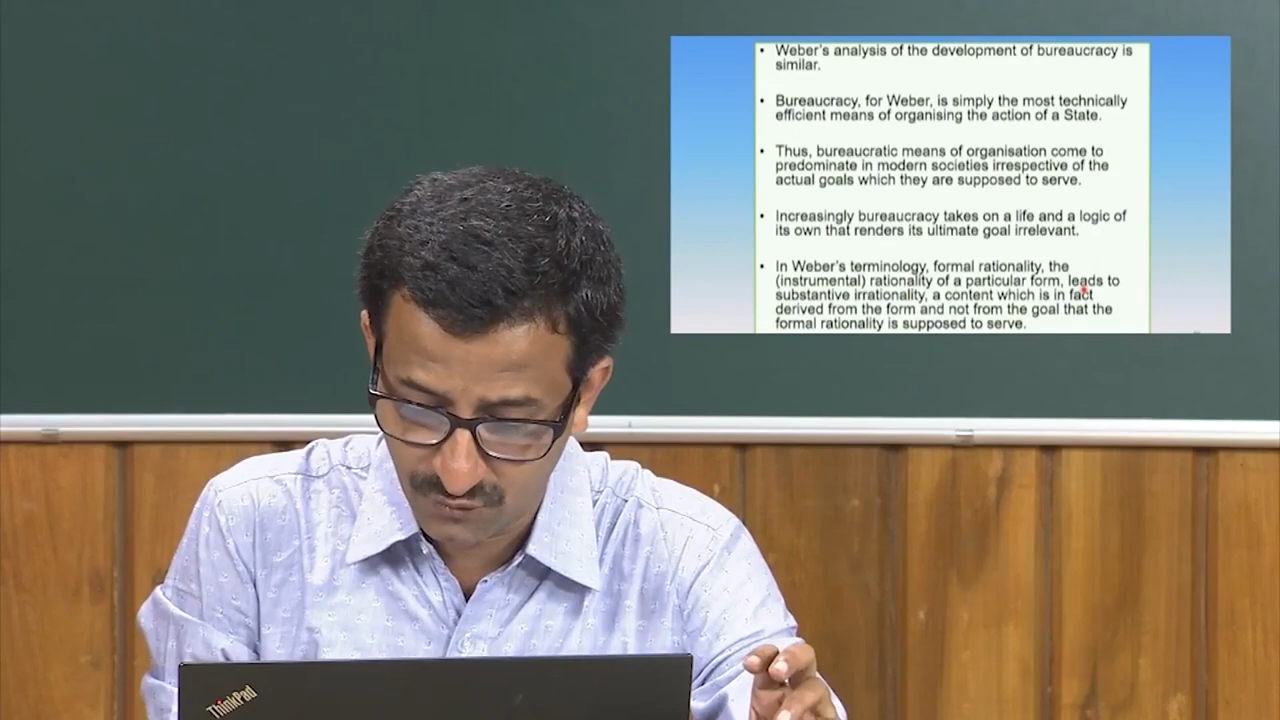 • Weber's analysis of the development of bureaucracy is
similar.
• Bureaucracy, for Weber, is simply the most technically
efficient means of organising the action of a State.
• Thus, bureaucratic means of organisation come to
predominate in modern societies irrespective of the
actual goals which they are supposed to serve.
• Increasingly bureaucracy takes on a life and a logic of
its own that renders its ultimate goal irrelevant.
• In Weber's terminology, formal rationality, the
(instrumental) rationality of a particular form, leads to
substantive irrationality, a content which is in fact
derived from the form and not from the goal that the
formal rationality is supposed to serve.
ThinkPad